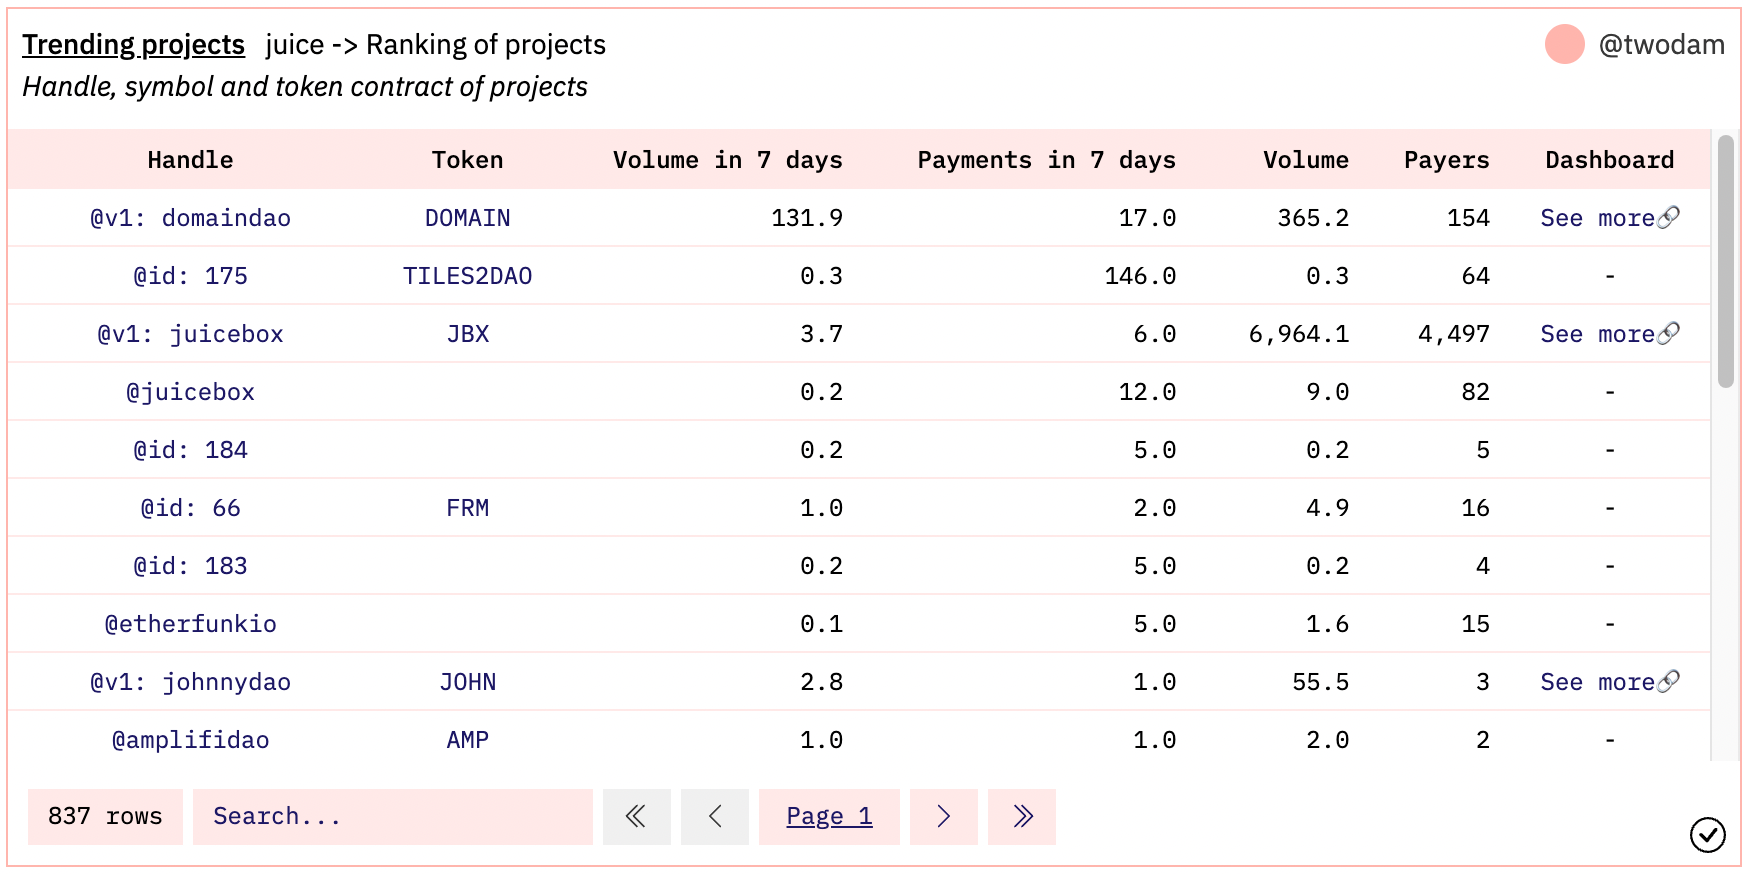 Trending projects juice -> Ranking of projects @twodam
Handle, symbol and token contract of projects
Handle Token Volume in 7 days Payments in 7 days Volume Payers Dashboard
@v1: domaindao DOMAIN 131.9 17.0 365.2 154 See more🔗
@id: 175 TILES2DAO 0.3 146.0 0.3 64 -
@v1: juicebox JBX 3.7 6.0 6,964.1 4,497 See more🔗
@juicebox 0.2 12.0 9.0 82 -
@id: 184 0.2 5.0 0.2 5 -
@id: 66 FRM 1.0 2.0 4.9 16 -
@id: 183 0.2 5.0 0.2 4 -
@etherfunkio 0.1 5.0 1.6 15 -
@v1: johnnydao JOHN 2.8 1.0 55.5 3 See more🔗
@amplifidao AMP 1.0 1.0 2.0 2 -
837 rows Search... « < Page 1 > »